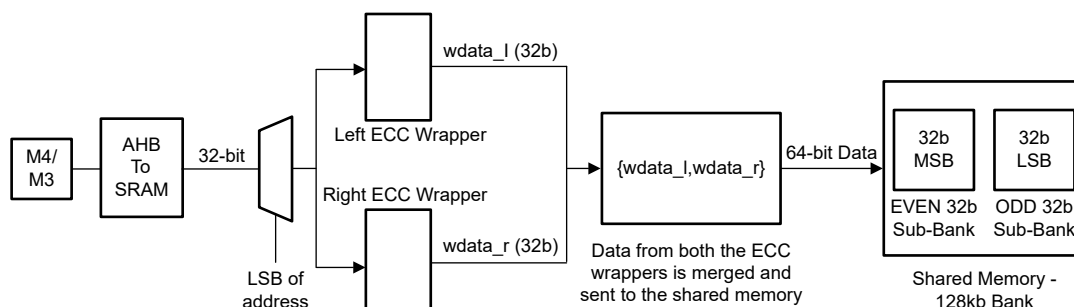 M4/
M3
AHB
To
SRAM
32-bit
LSB of
address
wdata_l (32b)
Left ECC Wrapper
Right ECC Wrapper
wdata_r (32b)
{wdata_l,wdata_r}
Data from both the ECC
wrappers is merged and
sent to the shared memory
64-bit Data
32b
MSB
EVEN 32b
Sub-Bank
32b
LSB
ODD 32b
Sub-Bank
Shared Memory -
128kb Bank